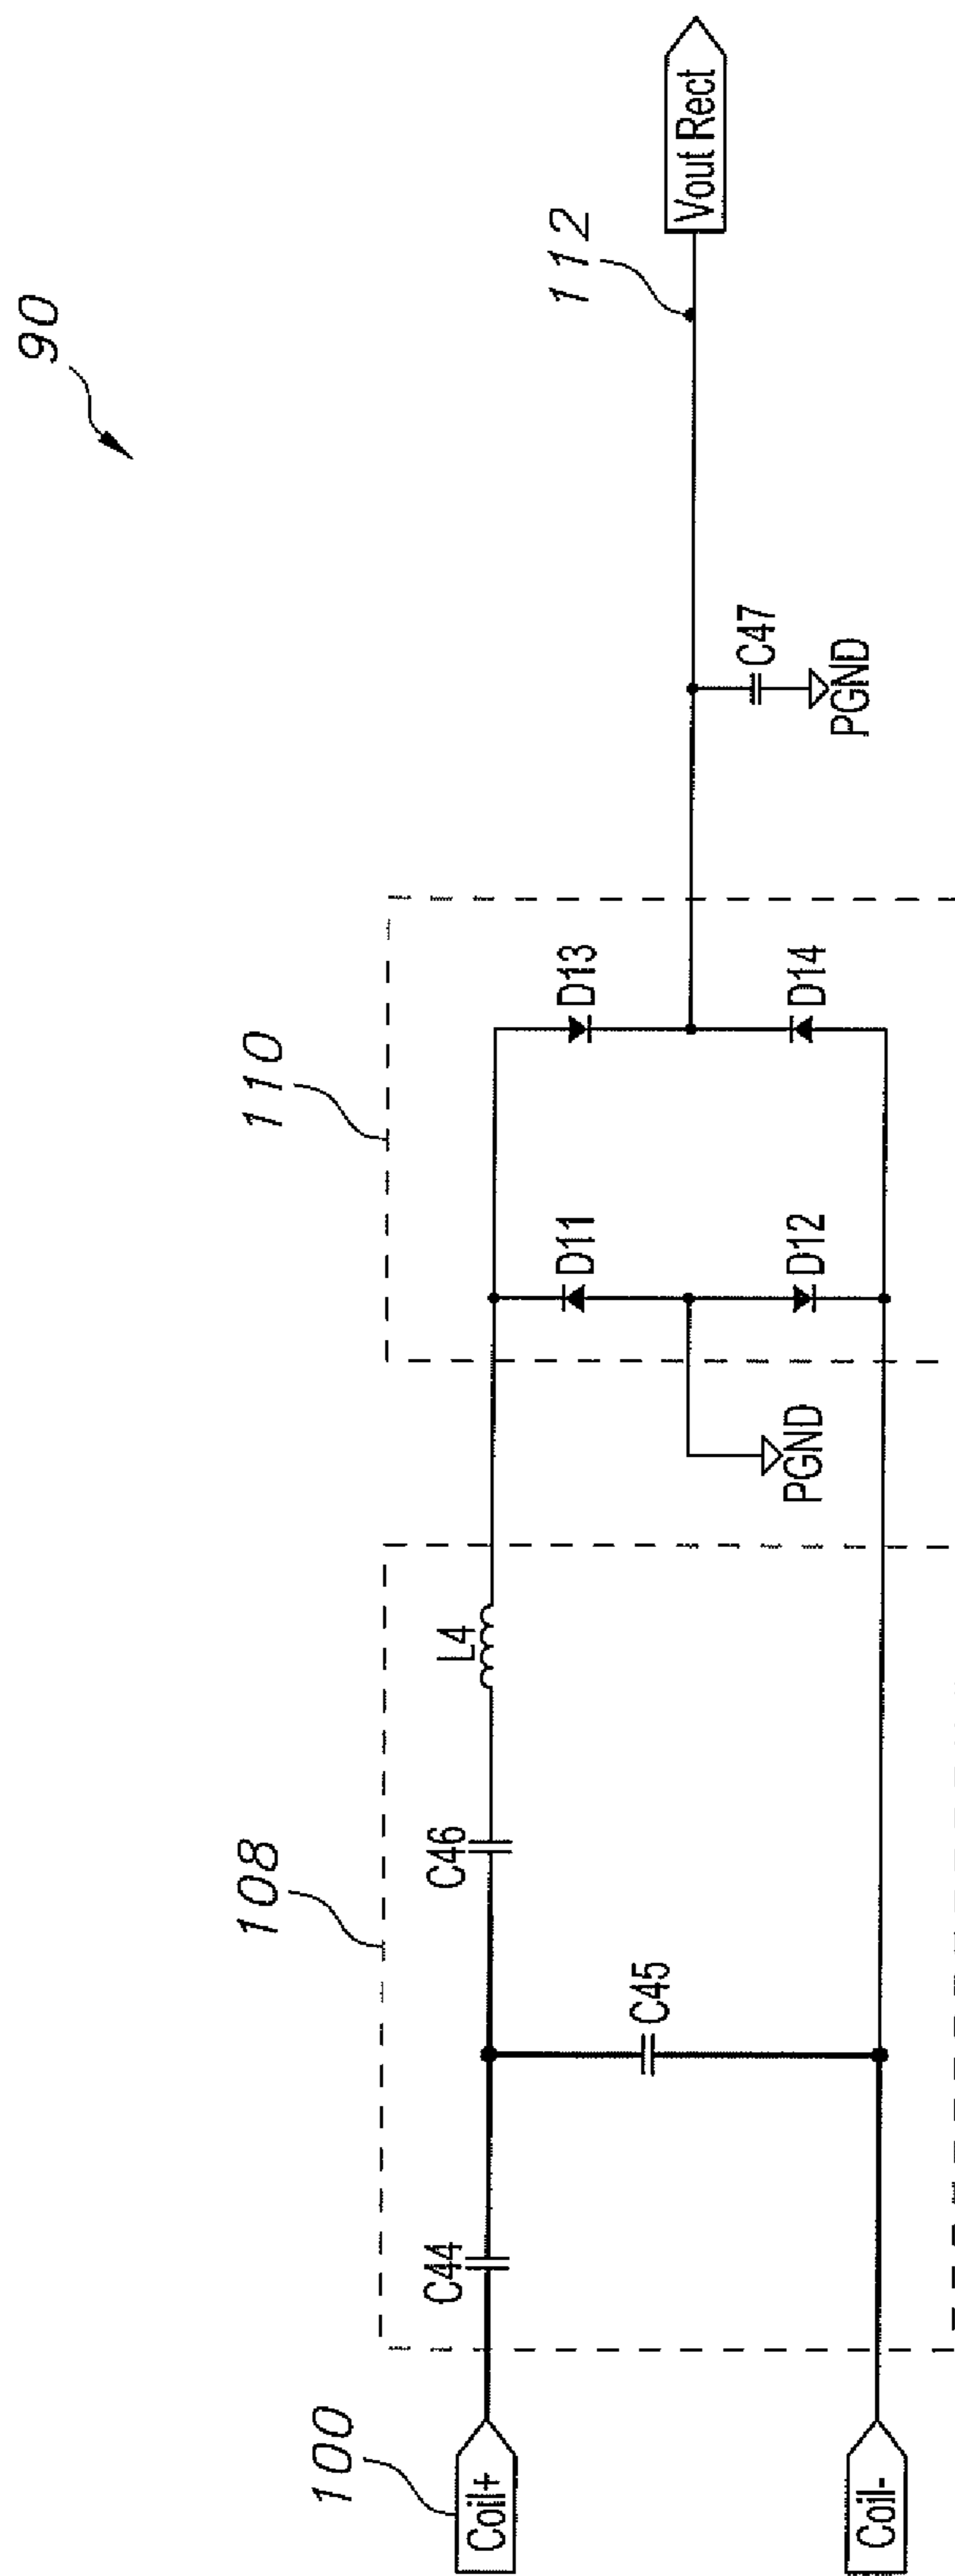 90
110
112
108
100
D13
D11
Vout Rect
L4
C46
C44
C47
PGND
D14
D12
PGND
C45
Coil+
Coil-